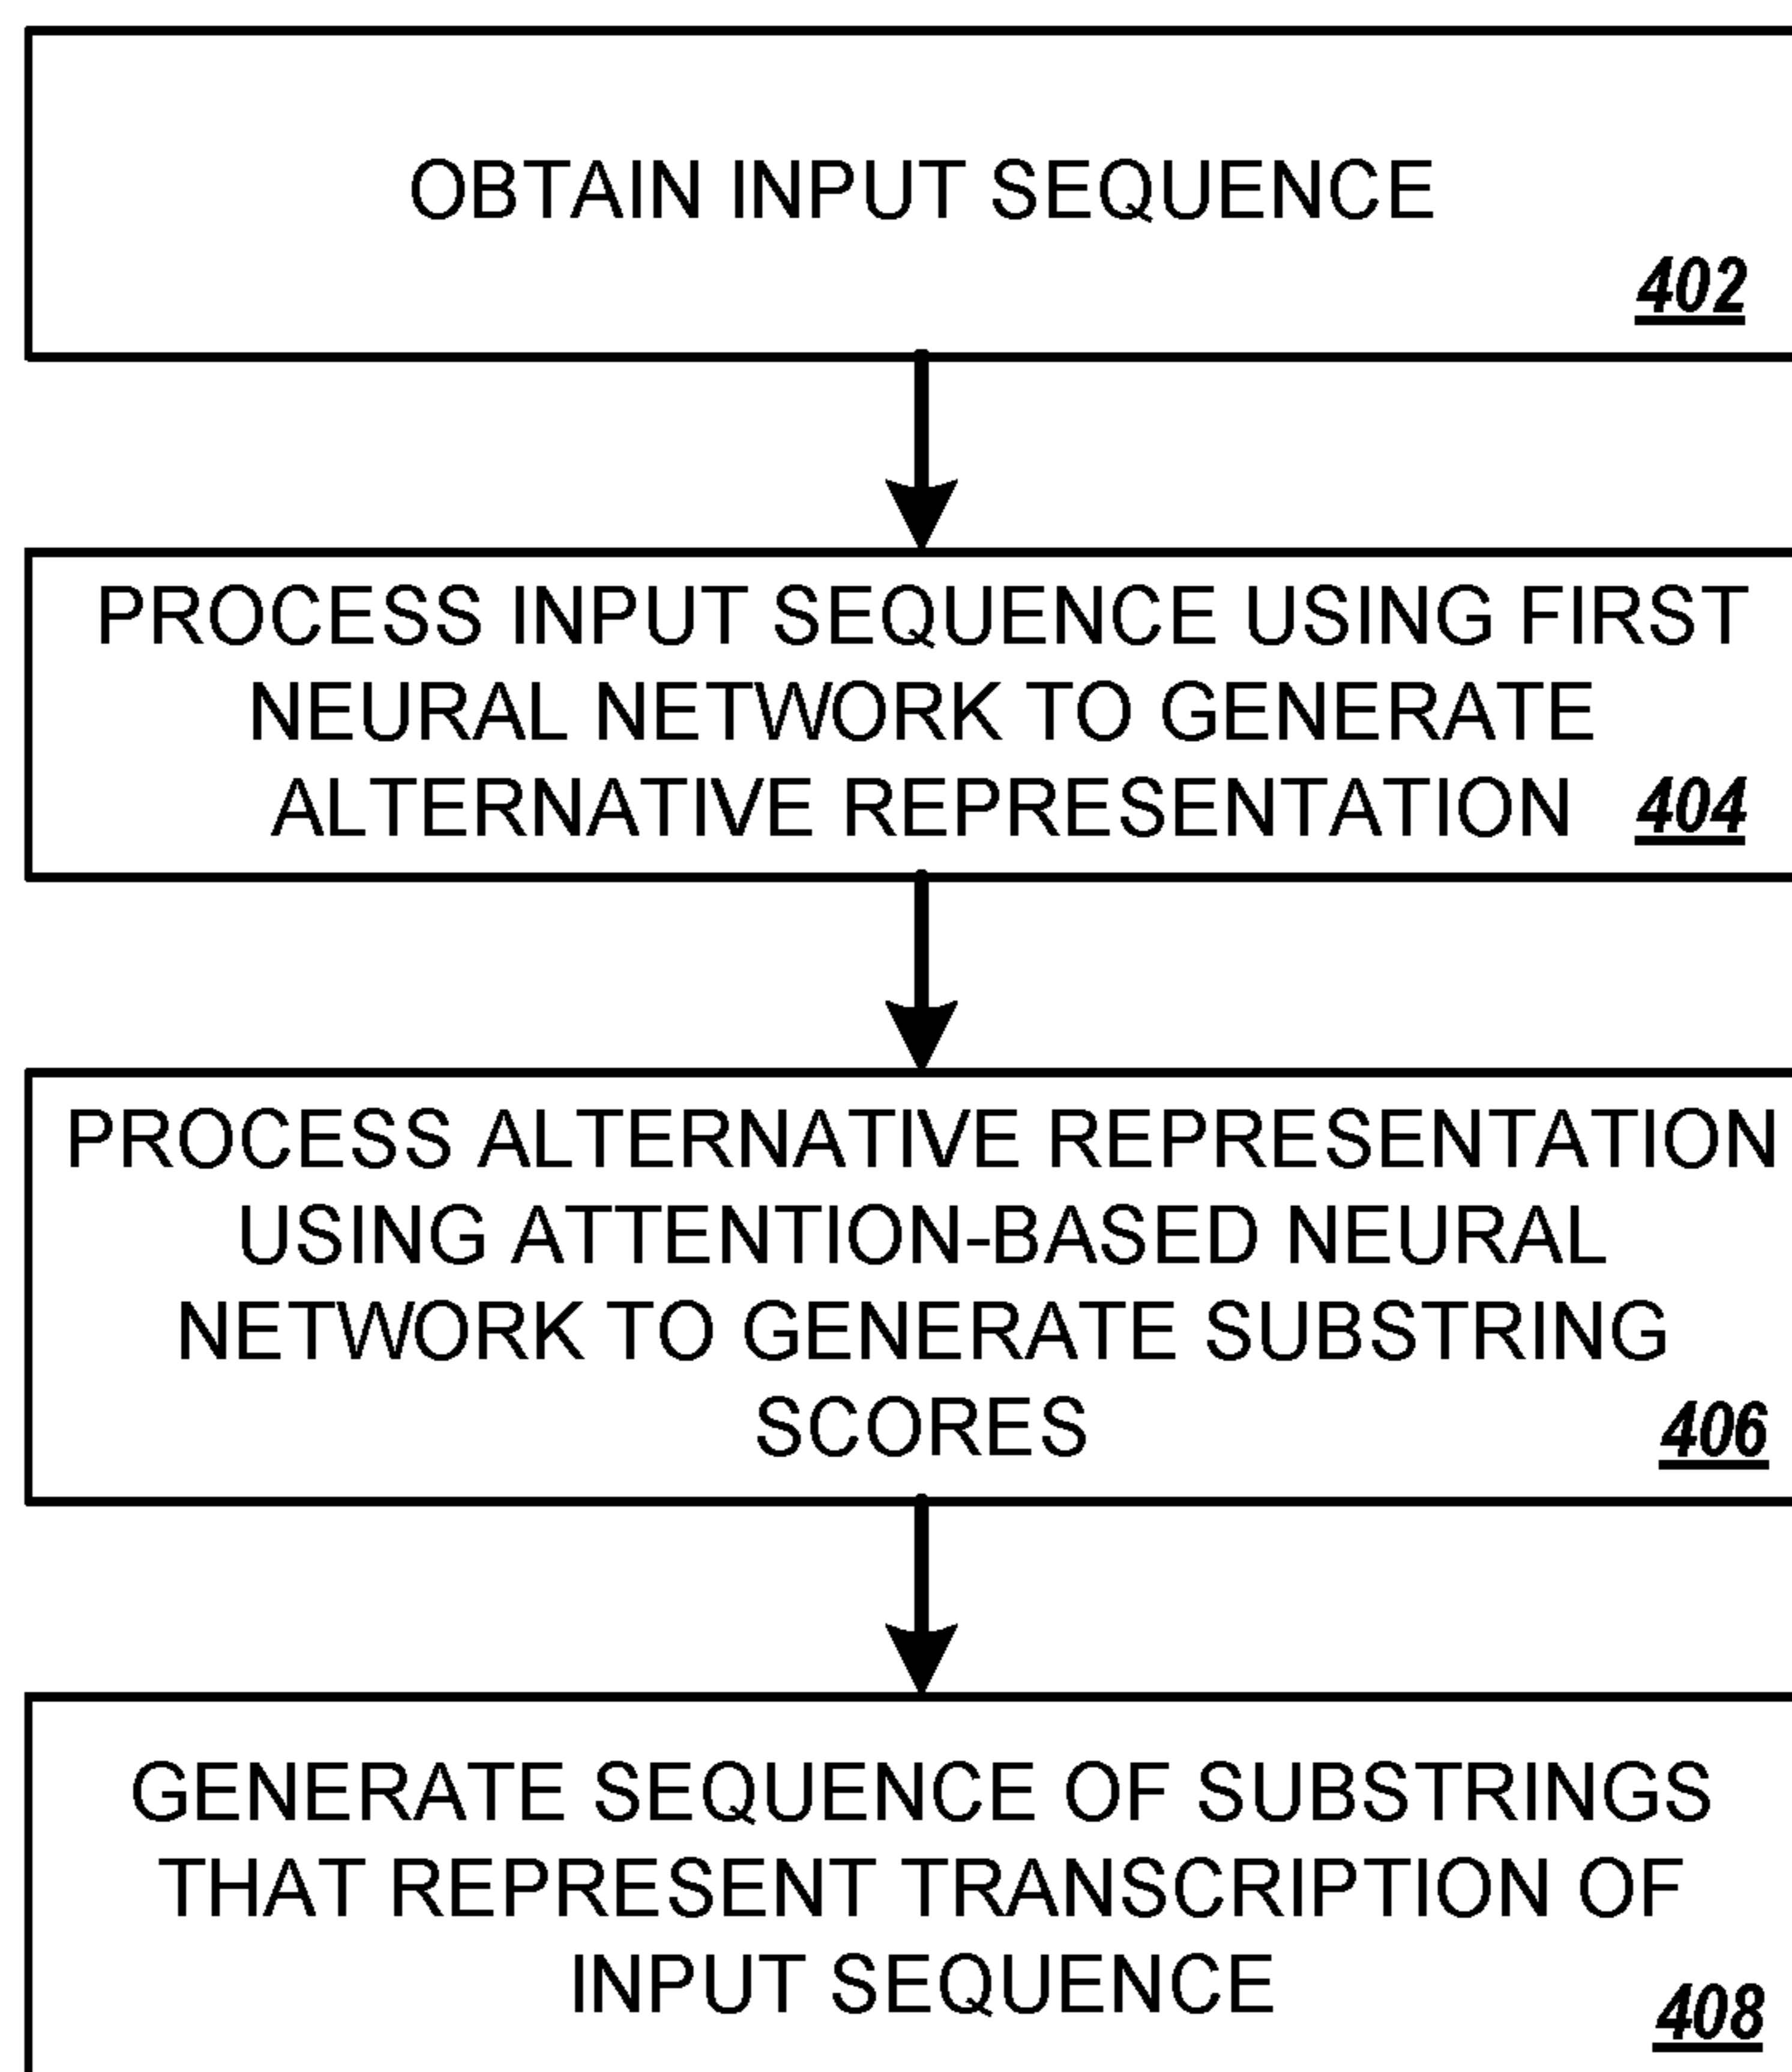 OBTAIN INPUT SEQUENCE
402
PROCESS INPUT SEQUENCE USING FIRST
NEURAL NETWORK TO GENERATE
ALTERNATIVE REPRESENTATION 404
PROCESS ALTERNATIVE REPRESENTATION
USING ATTENTION-BASED NEURAL
NETWORK TO GENERATE SUBSTRING
SCORES 406
GENERATE SEQUENCE OF SUBSTRINGS
THAT REPRESENT TRANSCRIPTION OF
INPUT SEQUENCE 408